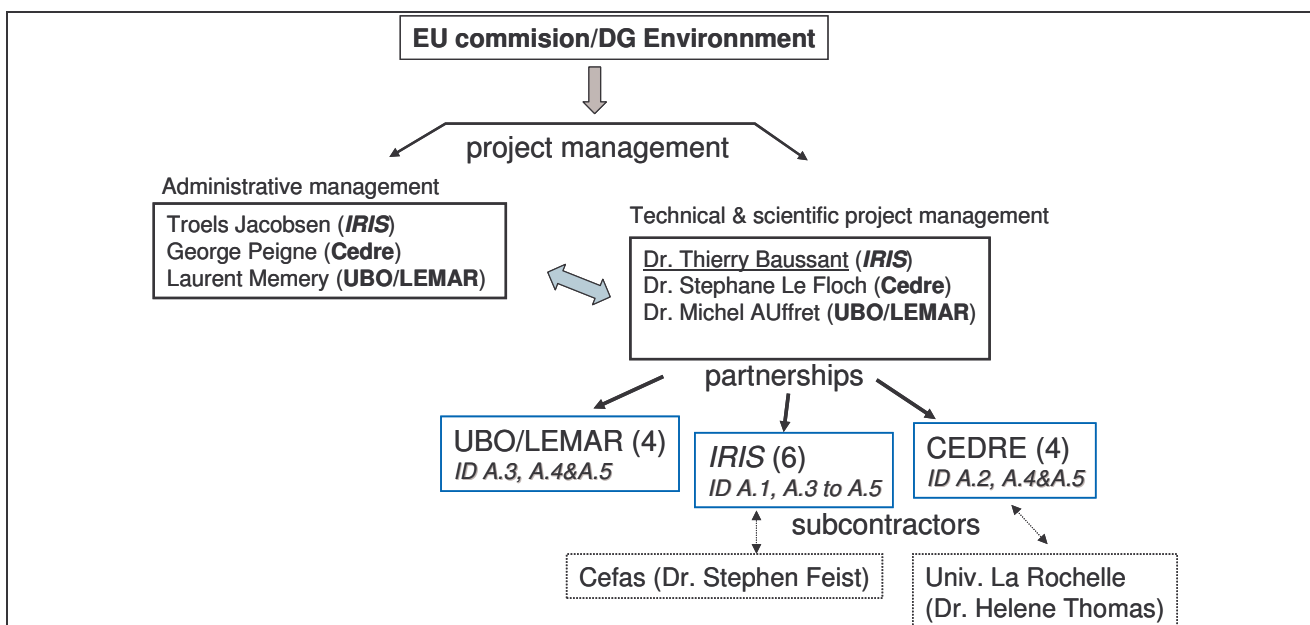 EU commision/DG Environnment
project management
Administrative management
Troels Jacobsen (IRIS)
George Peigne (Cedre)
Laurent Memery (UBO/LEMAR)
Technical & scientific project management
Dr. Thierry Baussant (IRIS)
Dr. Stephane Le Floch (Cedre)
Dr. Michel AUffret (UBO/LEMAR)
partnerships
UBO/LEMAR (4)
ID A.3, A.4&A.5
IRIS (6)
ID A.1, A.3 to A.5
CEDRE (4)
ID A.2, A.4&A.5
subcontractors
Cefas (Dr. Stephen Feist)
Univ. La Rochelle
(Dr. Helene Thomas)